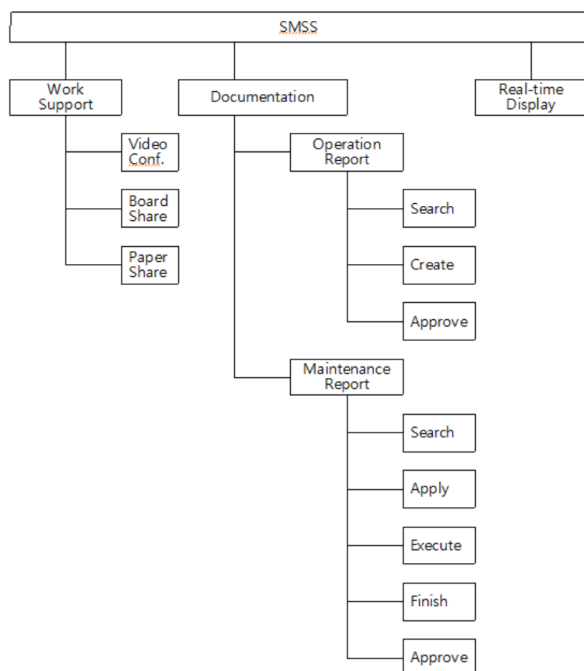 SMSS
Work
Support
Documentation
Real-time
Display
Video
Conf.
Operation
Report
Board
Share
Search
Paper
Share
Create
Approve
Maintenance
Report
Search
Apply
Execute
Finish
Approve